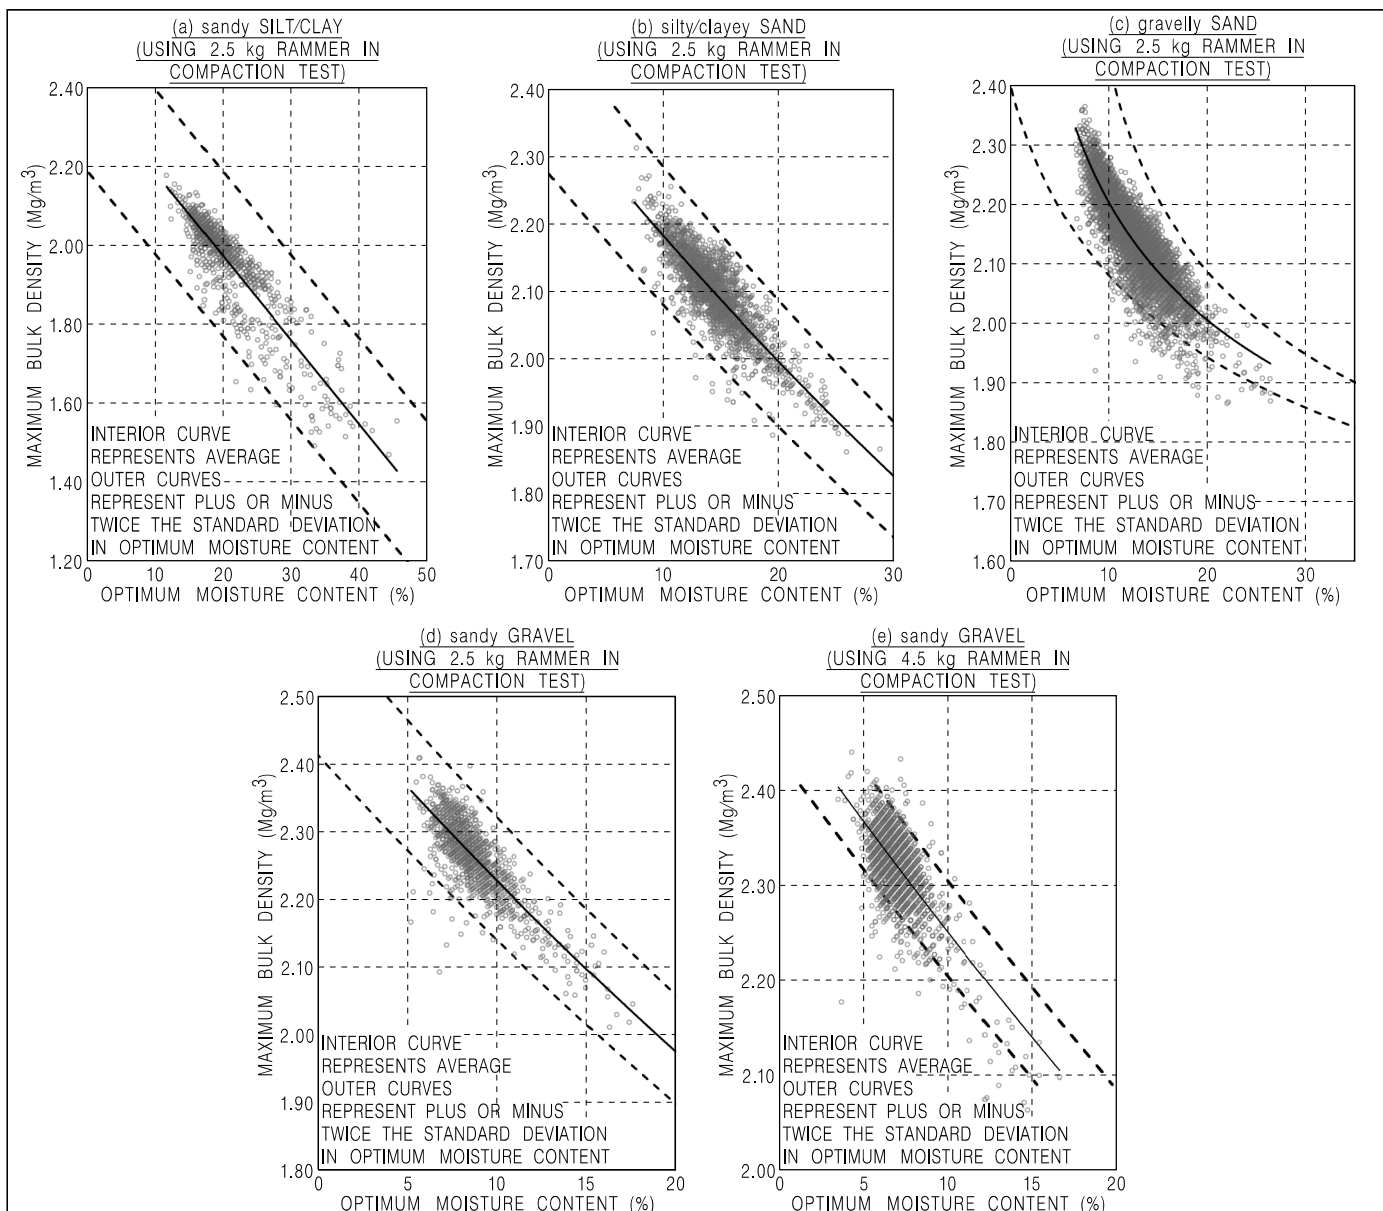 (a) sandy SILT/CLAY
(USING 2.5 kg RAMMER IN
COMPACTION TEST)
2.40
2.20
2.00
1.80
1.60
1.40
1.20
MAXIMUM BULK DENSITY (Mg/m³)
INTERIOR CURVE
REPRESENTS AVERAGE
OUTER CURVES
REPRESENT PLUS OR MINUS
TWICE THE STANDARD DEVIATION
IN OPTIMUM MOISTURE CONTENT
0 10 20 30 40 50
OPTIMUM MOISTURE CONTENT (%)
(b) silty/clayey SAND
(USING 2.5 kg RAMMER IN
COMPACTION TEST)
2.40
2.30
2.20
2.10
2.00
1.90
1.80
1.70
MAXIMUM BULK DENSITY (Mg/m³)
INTERIOR CURVE
REPRESENTS AVERAGE
OUTER CURVES
REPRESENT PLUS OR MINUS
TWICE THE STANDARD DEVIATION
IN OPTIMUM MOISTURE CONTENT
0 10 20 30
OPTIMUM MOISTURE CONTENT (%)
(c) gravelly SAND
(USING 2.5 kg RAMMER IN
COMPACTION TEST)
2.40
2.30
2.20
2.10
2.00
1.90
1.80
1.70
1.60
MAXIMUM BULK DENSITY (Mg/m³)
INTERIOR CURVE
REPRESENTS AVERAGE
OUTER CURVES
REPRESENT PLUS OR MINUS
TWICE THE STANDARD DEVIATION
IN OPTIMUM MOISTURE CONTENT
0 10 20 30
OPTIMUM MOISTURE CONTENT (%)
(d) sandy GRAVEL
(USING 2.5 kg RAMMER IN
COMPACTION TEST)
2.50
2.40
2.30
2.20
2.10
2.00
1.90
1.80
MAXIMUM BULK DENSITY (Mg/m³)
INTERIOR CURVE
REPRESENTS AVERAGE
OUTER CURVES
REPRESENT PLUS OR MINUS
TWICE THE STANDARD DEVIATION
IN OPTIMUM MOISTURE CONTENT
0 5 10 15 20
OPTIMUM MOISTURE CONTENT (%)
(e) sandy GRAVEL
(USING 4.5 kg RAMMER IN
COMPACTION TEST)
2.50
2.40
2.30
2.20
2.10
2.00
MAXIMUM BULK DENSITY (Mg/m³)
INTERIOR CURVE
REPRESENTS AVERAGE
OUTER CURVES
REPRESENT PLUS OR MINUS
TWICE THE STANDARD DEVIATION
IN OPTIMUM MOISTURE CONTENT
0 5 10 15 20
OPTIMUM MOISTURE CONTENT (%)